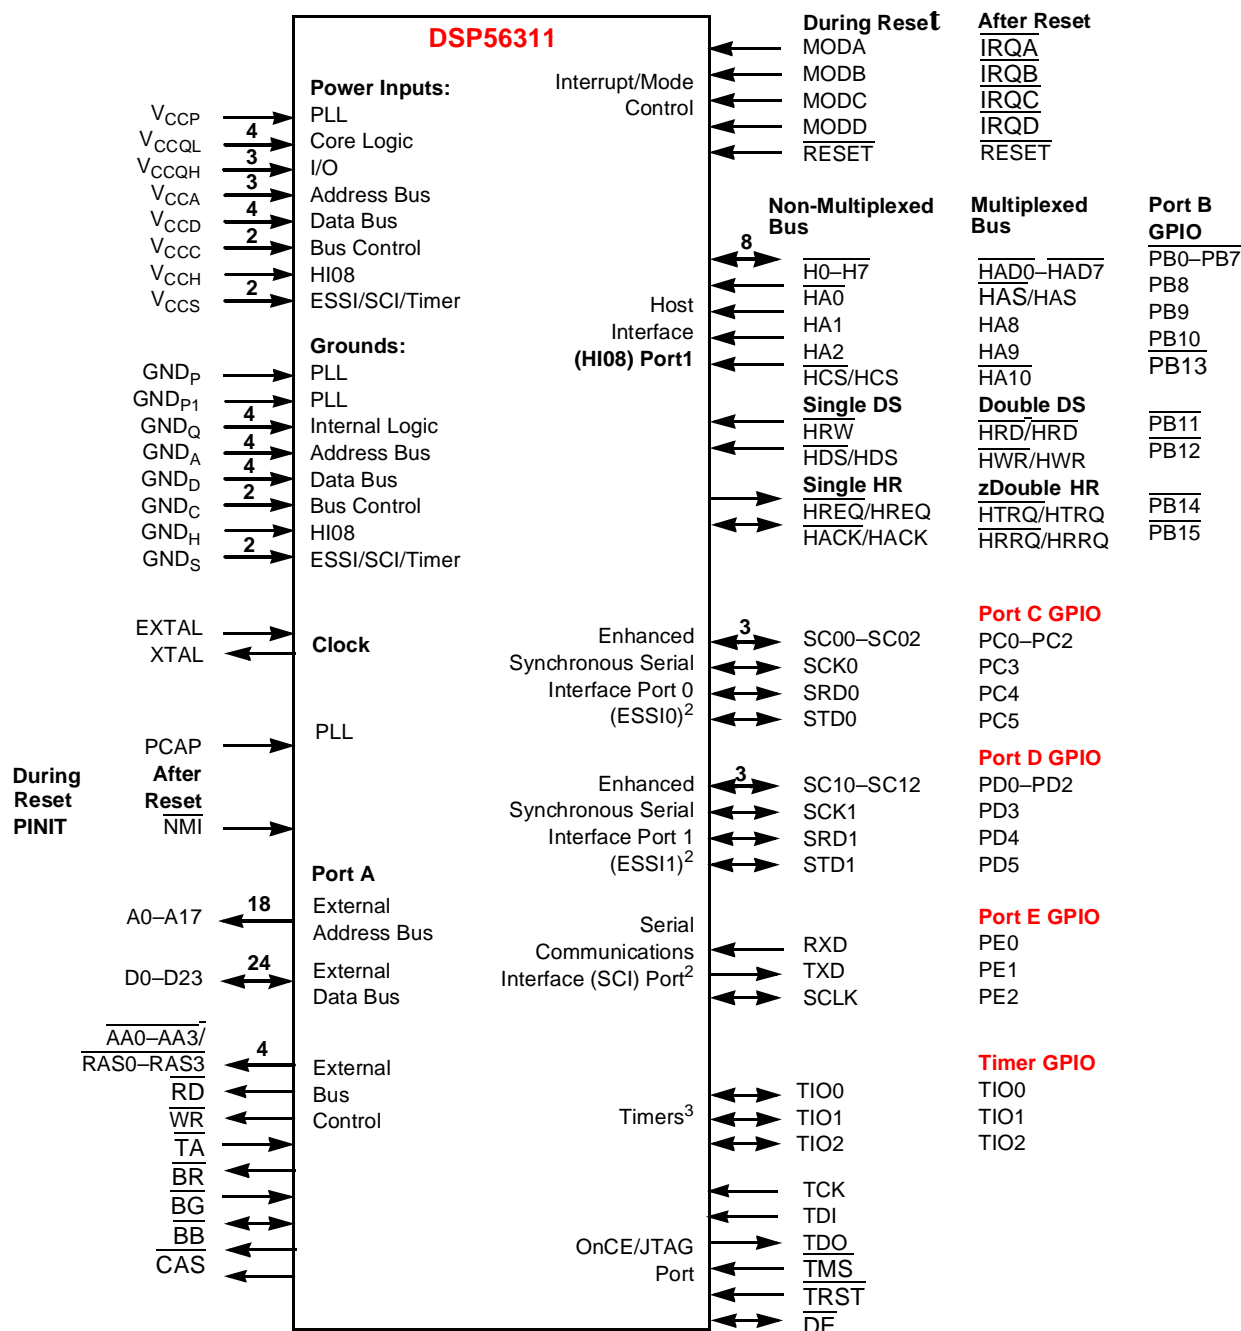 DSP56311
During Reset After Reset
MODA IRQA
MODB IRQB
MODC IRQC
MODD IRQD
RESET RESET
Interrupt/Mode
Control
Power Inputs:
VCCP PLL
VCCQL 4 Core Logic
VCCQH 3 I/O
VCCA 3 Address Bus
VCCD 4 Data Bus
VCCC 2 Bus Control
VCCH HI08
VCCS 2 ESSI/SCI/Timer
Grounds:
GNDP PLL
GNDP1 PLL
GNDQ 4 Internal Logic
GNDA 4 Address Bus
GNDD 4 Data Bus
GNDC 2 Bus Control
GNDH HI08
GNDS 2 ESSI/SCI/Timer
Non-Multiplexed Multiplexed Port B
Bus Bus GPIO
8 H0–H7 HAD0–HAD7 PB0–PB7
HA0 HAS/HAS PB8
HA1 HA8 PB9
HA2 HA9 PB10
HCS/HCS HA10 PB13
Host
Interface
(HI08) Port1
Single DS Double DS
HRW HRD/HRD PB11
HDS/HDS HWR/HWR PB12
Single HR zDouble HR
HREQ/HREQ HTRQ/HTRQ PB14
HACK/HACK HRRQ/HRRQ PB15
EXTAL
XTAL
Clock
Port C GPIO
Enhanced 3 SC00–SC02 PC0–PC2
Synchronous Serial SCK0 PC3
Interface Port 0 SRD0 PC4
(ESSI0)2 STD0 PC5
PCAP PLL
During After
Reset Reset
PINIT NMI
Port D GPIO
Enhanced 3 SC10–SC12 PD0–PD2
Synchronous Serial SCK1 PD3
Interface Port 1 SRD1 PD4
(ESSI1)2 STD1 PD5
Port A
A0–A17 18 External
Address Bus
D0–D23 24 External
Data Bus
Port E GPIO
Serial
Communications
Interface (SCI) Port2
RXD PE0
TXD PE1
SCLK PE2
AA0–AA3/
RAS0–RAS3 4
RD
WR
TA
BR
BG
BB
CAS
External
Bus
Control
Timer GPIO
TIO0 TIO0
Timers3 TIO1 TIO1
TIO2 TIO2
TCK
TDI
TDO
TMS
TRST
DE
OnCE/JTAG
Port